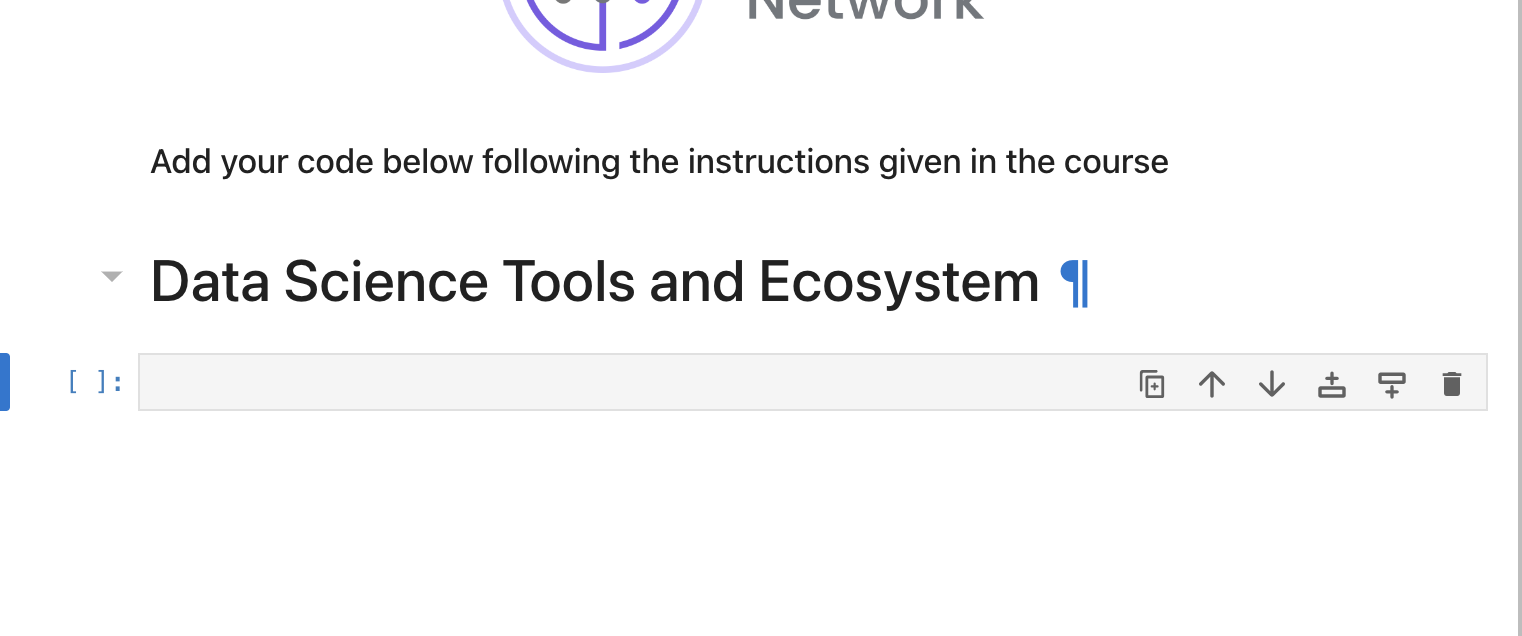 Network
Add your code below following the instructions given in the course
Data Science Tools and Ecosystem ¶
[ ]: